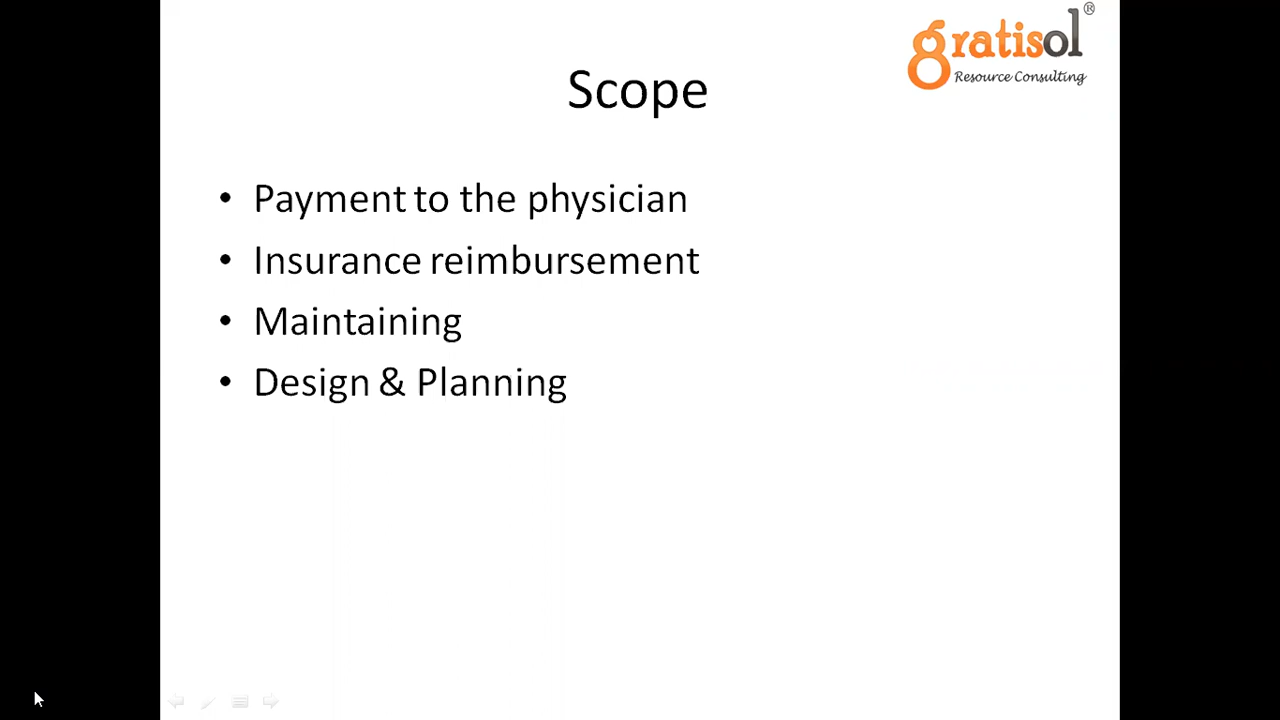 gratisol®
Resource Consulting
Scope
• Payment to the physician
• Insurance reimbursement
• Maintaining
• Design & Planning